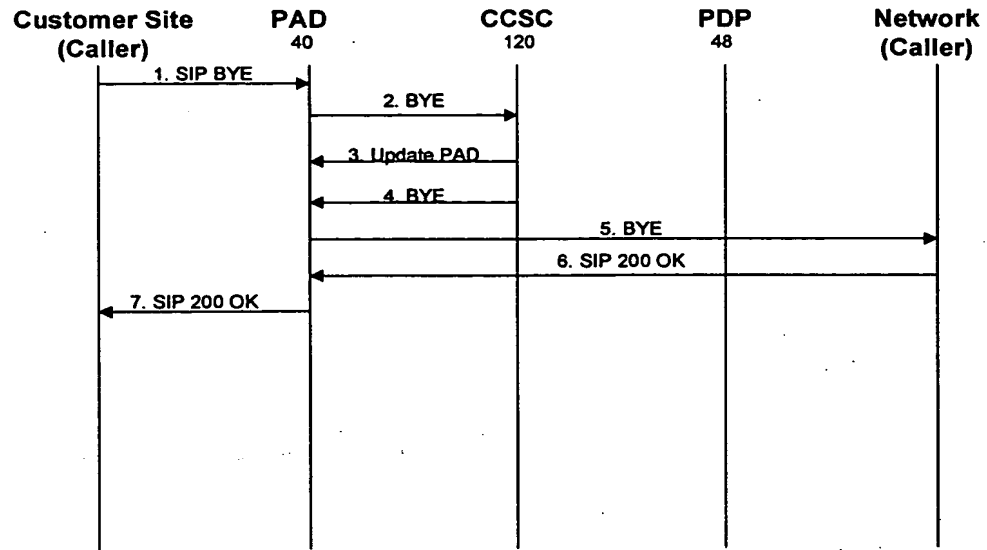 Customer Site
(Caller)
PAD
40
CCSC
120
PDP
48
Network
(Caller)
1. SIP BYE
2. BYE
3. Update PAD
4. BYE
5. BYE
6. SIP 200 OK
7. SIP 200 OK